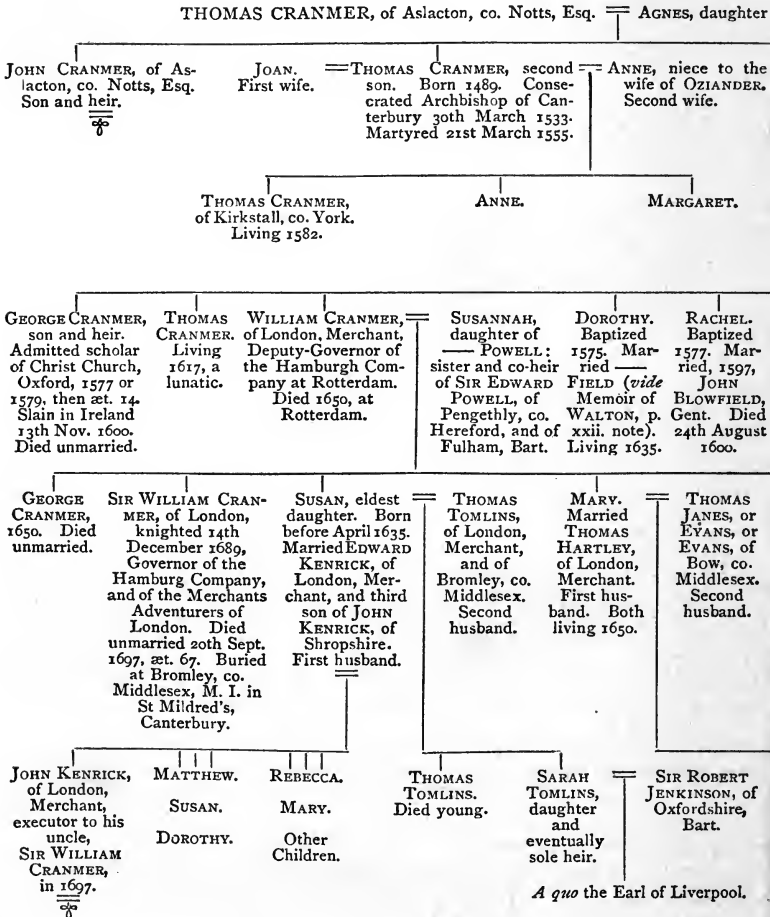 THOMAS CRANMER, of Aslacton, co. Notts, Esq. = AGNES, daughter
JOHN CRANMER, of As-
lacton, co. Notts, Esq.
Son and heir.
JOAN.
First wife.
=
THOMAS CRANMER, second
son. Born 1489. Conse-
crated Archbishop of Can-
terbury 30th March 1533.
Martyred 21st March 1555.
=
ANNE, niece to the
wife of OZIANDER.
Second wife.
THOMAS CRANMER,
of Kirkstall, co. York.
Living 1582.
ANNE.
MARGARET.
GEORGE CRANMER,
son and heir.
Admitted scholar
of Christ Church,
Oxford, 1577 or
1579, then æt. 14.
Slain in Ireland
13th Nov. 1600.
Died unmarried.
THOMAS
CRANMER.
Living
1617, a
lunatic.
WILLIAM CRANMER,
of London, Merchant,
Deputy-Governor of
the Hamburgh Com-
pany at Rotterdam.
Died 1650, at
Rotterdam.
=
SUSANNAH,
daughter of
—— POWELL:
sister and co-heir
of SIR EDWARD
POWELL, of
Pengethly, co.
Hereford, and of
Fulham, Bart.
DOROTHY.
Baptized
1575. Mar-
ried ——
FIELD (vide
Memoir of
WALTON, p.
xxii. note).
Living 1635.
RACHEL.
Baptized
1577. Mar-
ried, 1597,
JOHN
BLOWFIELD,
Gent. Died
24th August
1600.
GEORGE
CRANMER,
1650. Died
unmarried.
SIR WILLIAM CRAN-
MER, of London,
knighted 14th
December 1689,
Governor of the
Hamburg Company,
and of the Merchants
Adventurers of
London. Died
unmarried 20th Sept.
1697, æt. 67. Buried
at Bromley, co.
Middlesex, M. I. in
St Mildred's,
Canterbury.
SUSAN, eldest
daughter. Born
before April 1635.
Married EDWARD
KENRICK, of
London, Mer-
chant, and third
son of JOHN
KENRICK, of
Shropshire.
First husband.
=
THOMAS
TOMLINS,
of London,
Merchant,
and of
Bromley, co.
Middlesex.
Second
husband.
MARY.
Married
THOMAS
HARTLEY,
of London,
Merchant.
First hus-
band. Both
living 1650.
=
THOMAS
JANES, or
EYANS, or
EVANS, of
Bow, co.
Middlesex.
Second
husband.
JOHN KENRICK,
of London,
Merchant,
executor to his
uncle,
SIR WILLIAM
CRANMER,
in 1697.
MATTHEW.
SUSAN.
DOROTHY.
REBECCA.
MARY.
Other
Children.
THOMAS
TOMLINS.
Died young.
SARAH
TOMLINS,
daughter
and
eventually
sole heir.
=
SIR ROBERT
JENKINSON, of
Oxfordshire,
Bart.
A quo the Earl of Liverpool.